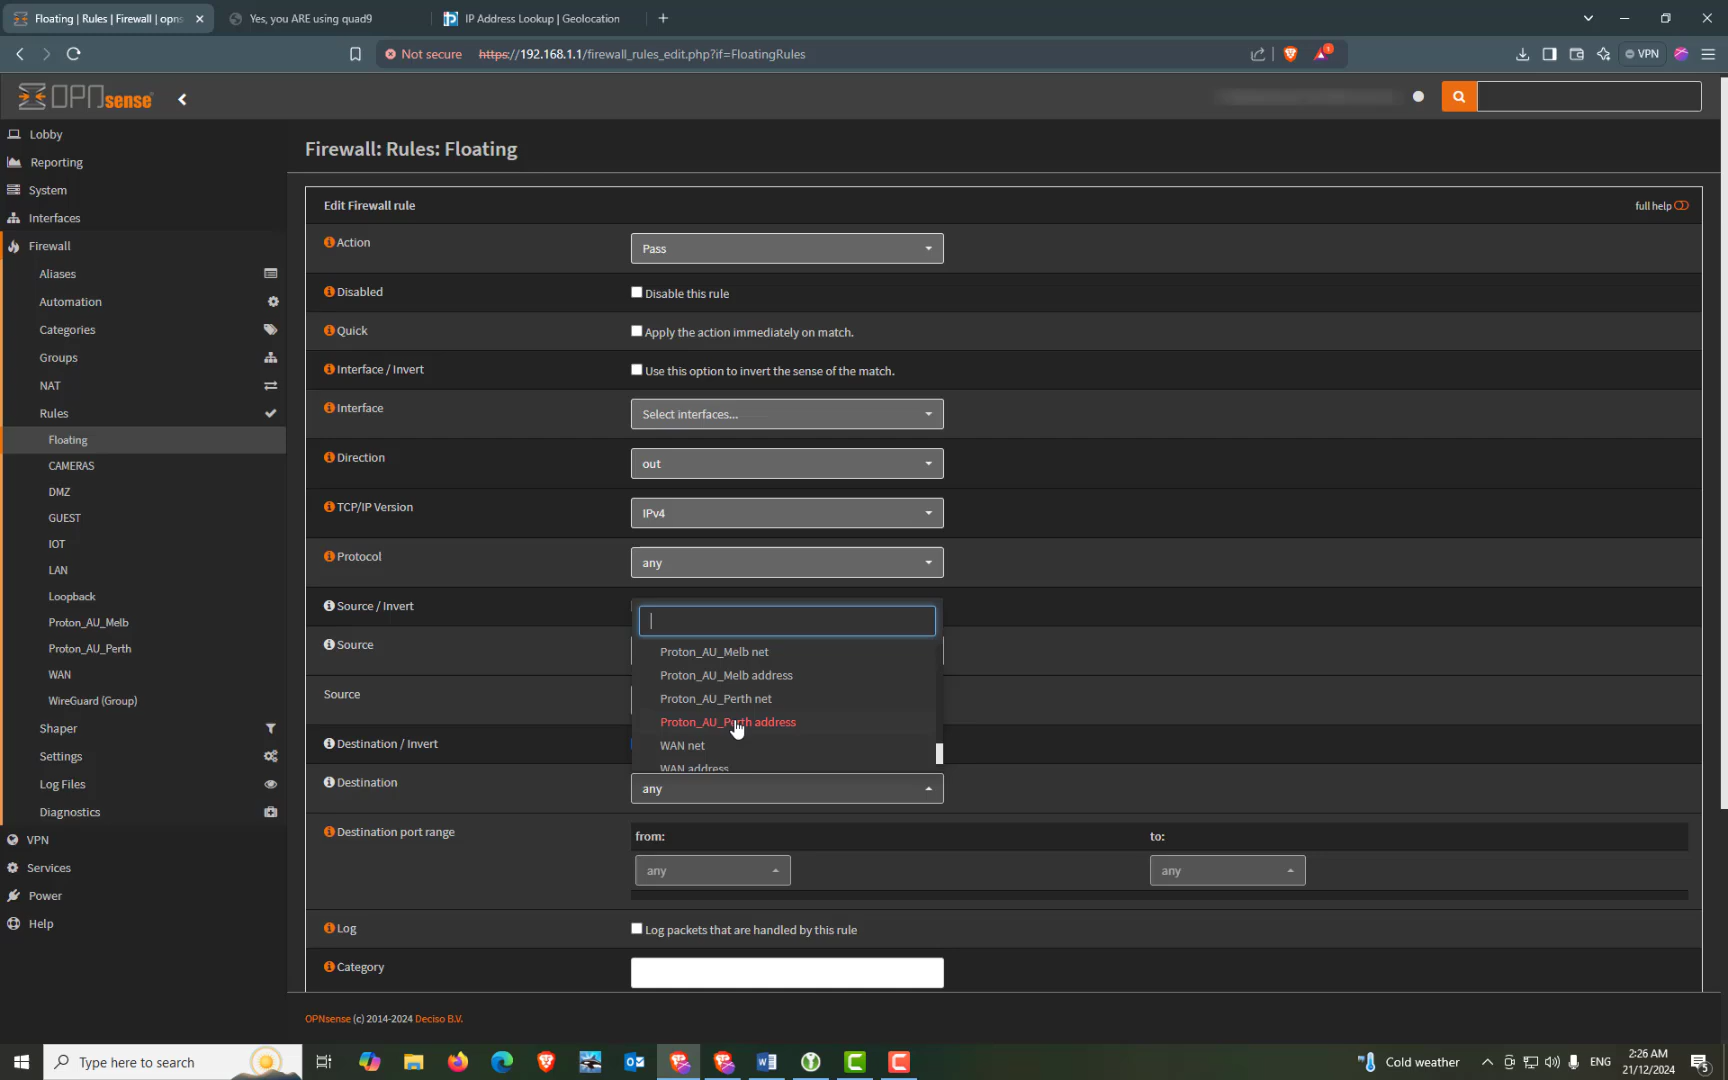 Floating | Rules | Firewall | opns
Yes, you ARE using quad9
IP Address Lookup | Geolocation
Not secure
https://192.168.1.1/firewall_rules_edit.php?if=FloatingRules
1
VPN
OPNsense
Lobby
Reporting
System
Interfaces
Firewall
Aliases
Automation
Categories
Groups
NAT
Rules
Floating
CAMERAS
DMZ
GUEST
IOT
LAN
Loopback
Proton_AU_Melb
Proton_AU_Perth
WAN
WireGuard (Group)
Shaper
Settings
Log Files
Diagnostics
VPN
Services
Power
Help
Firewall: Rules: Floating
Edit Firewall rule
full help
Action
Pass
Disabled
Disable this rule
Quick
Apply the action immediately on match.
Interface / Invert
Use this option to invert the sense of the match.
Interface
Select interfaces...
Direction
out
TCP/IP Version
IPv4
Protocol
any
Source / Invert
Source
Proton_AU_Melb net
Proton_AU_Melb address
Source
Proton_AU_Perth net
Proton_AU_Perth address
Destination / Invert
WAN net
WAN address
Destination
any
Destination port range
from:
to:
any
any
Log
Log packets that are handled by this rule
Category
OPNsense (c) 2014-2024 Deciso B.V.
Type here to search
Cold weather
ENG
2:26 AM
21/12/2024
5